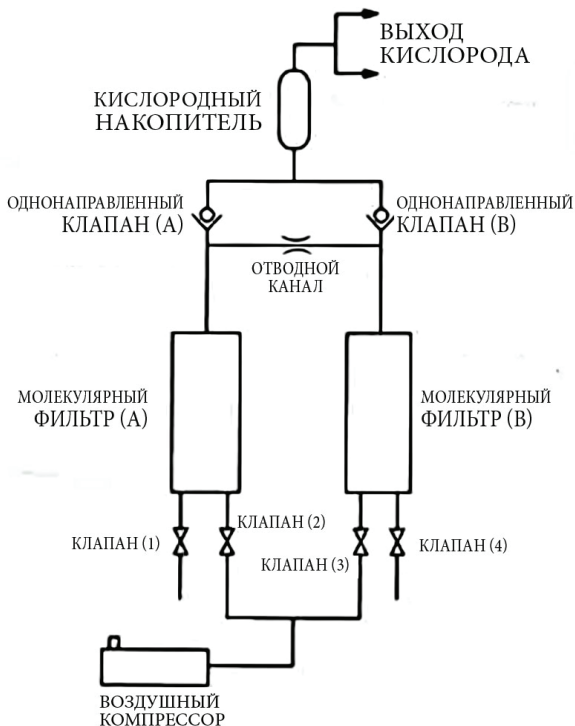 ВЫХОД
КИСЛОРОДА
КИСЛОРОДНЫЙ
НАКОПИТЕЛЬ
ОДНОНАПРАВЛЕННЫЙ
КЛАПАН (А)
ОДНОНАПРАВЛЕННЫЙ
КЛАПАН (В)
ОТВОДНОЙ
КАНАЛ
МОЛЕКУЛЯРНЫЙ
ФИЛЬТР (А)
МОЛЕКУЛЯРНЫЙ
ФИЛЬТР (В)
КЛАПАН (1)
КЛАПАН (2)
КЛАПАН (3)
КЛАПАН (4)
ВОЗДУШНЫЙ
КОМПРЕССОР